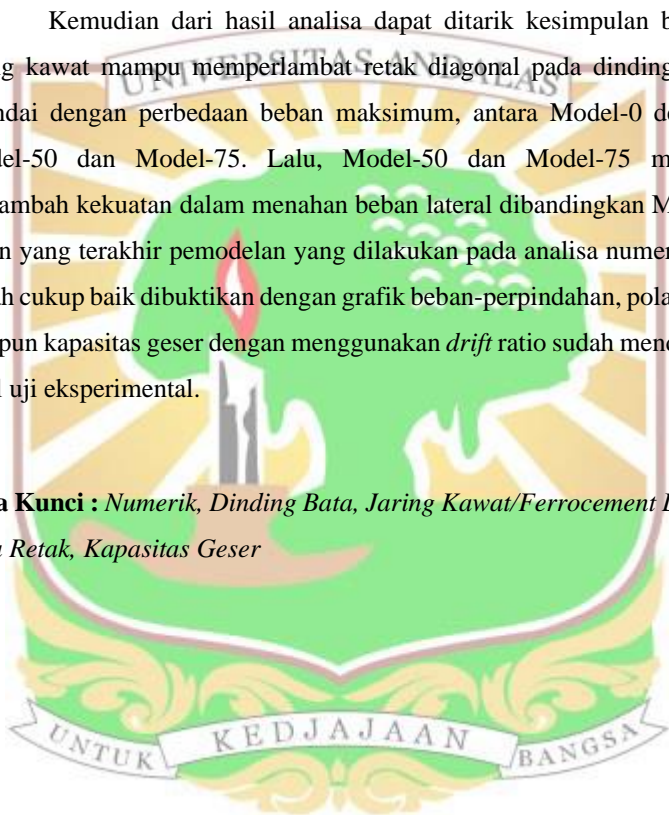 Kemudian dari hasil analisa dapat ditarik kesimpulan b
g kawat mampu memperlambat retak diagonal pada dinding
ndai dengan perbedaan beban maksimum, antara Model-0 de
del-50 dan Model-75. Lalu, Model-50 dan Model-75 m
ambah kekuatan dalam menahan beban lateral dibandingkan M
n yang terakhir pemodelan yang dilakukan pada analisa numer
ah cukup baik dibuktikan dengan grafik beban-perpindahan, pola
pun kapasitas geser dengan menggunakan drift ratio sudah mend
l uji eksperimental.
a Kunci : Numerik, Dinding Bata, Jaring Kawat/Ferrocement
a Retak, Kapasitas Geser
UNIVERSITAS ANDALAS
UNTUK KEDJAJAAN BANGSA